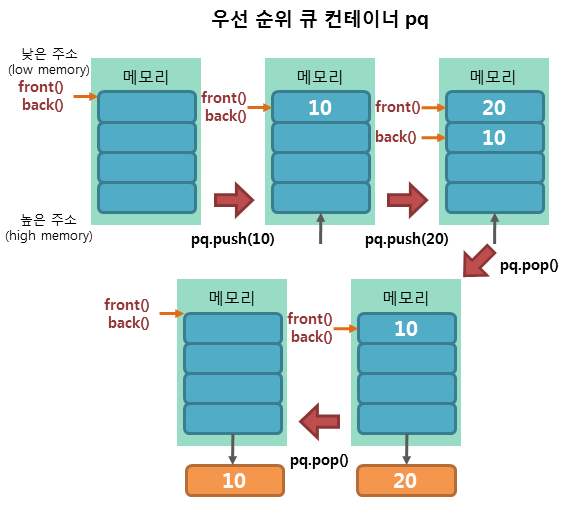 우선 순위 큐 컨테이너 pq
낮은 주소
(low memory)
front()
back()
높은 주소
(high memory)
메모리
pq.push(10)
front()
back()
메모리
10
pq.push(20)
front()
back()
메모리
20
10
pq.pop()
front()
back()
메모리
10
20
pq.pop()
front()
back()
메모리
10